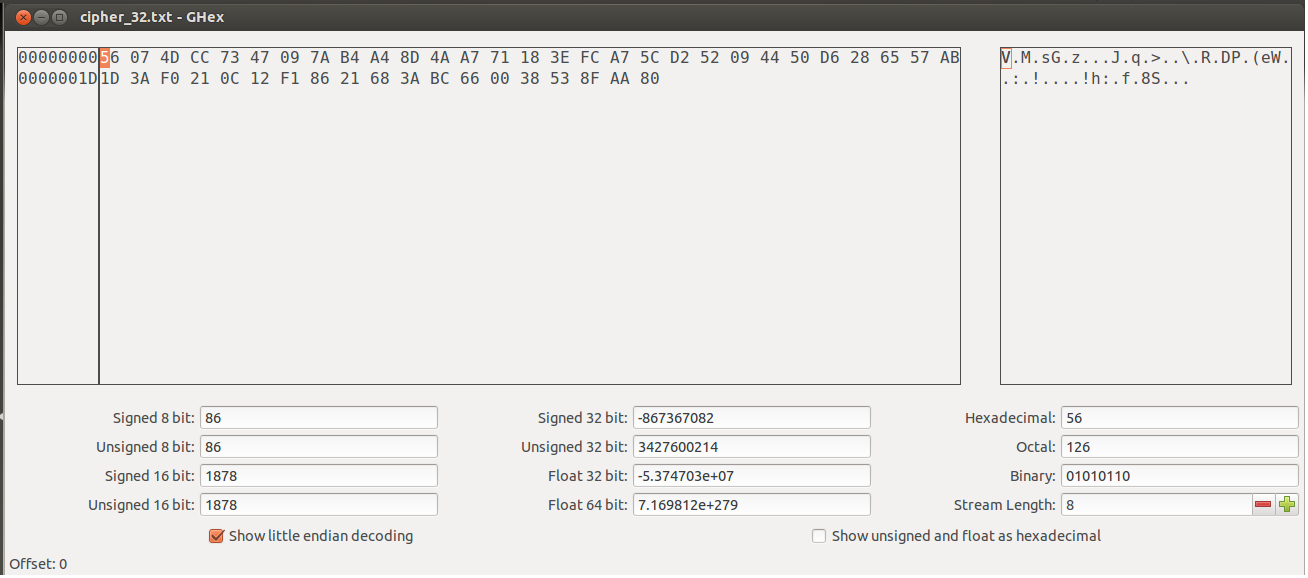 cipher_32.txt - GHex
00000000 56 07 4D CC 73 47 09 7A B4 A4 8D 4A A7 71 18 3E FC A7 5C D2 52 09 44 50 D6 28 65 57 AB V.M.sG.z...J.q.>..\.R.DP.(eW.
0000001D 1D 3A F0 21 0C 12 F1 86 21 68 3A BC 66 00 38 53 8F AA 80 .:.!....!h:.f.8S...
Signed 8 bit: 86 Signed 32 bit: -867367082 Hexadecimal: 56
Unsigned 8 bit: 86 Unsigned 32 bit: 3427600214 Octal: 126
Signed 16 bit: 1878 Float 32 bit: -5.374703e+07 Binary: 01010110
Unsigned 16 bit: 1878 Float 64 bit: 7.169812e+279 Stream Length: 8
Show little endian decoding Show unsigned and float as hexadecimal
Offset: 0